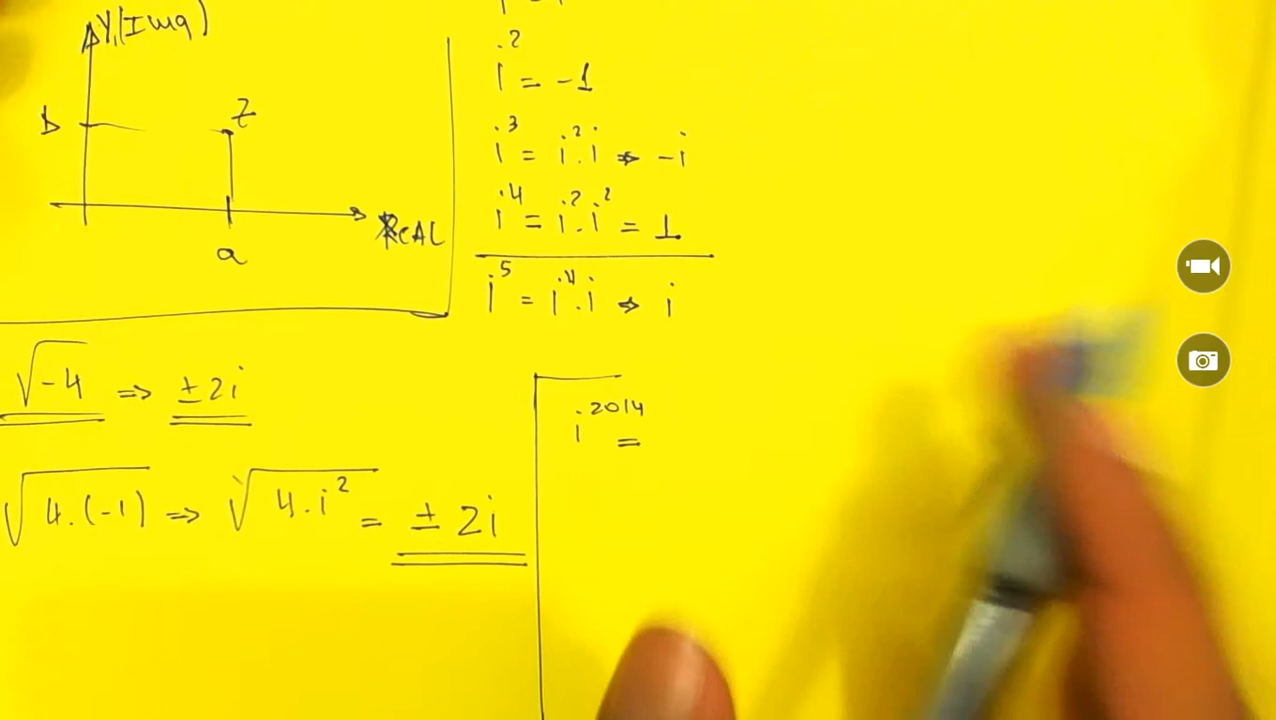 Y,(Img)
b
Z
a
ReAL
i² = -1
i³ = i².i ⇒ -i
i⁴ = i².i² = 1
i⁵ = i⁴.i ⇒ i
√-4 ⇒ ±2i
√4.(-1) ⇒ √4.i² = ±2i
i²⁰¹⁴ =